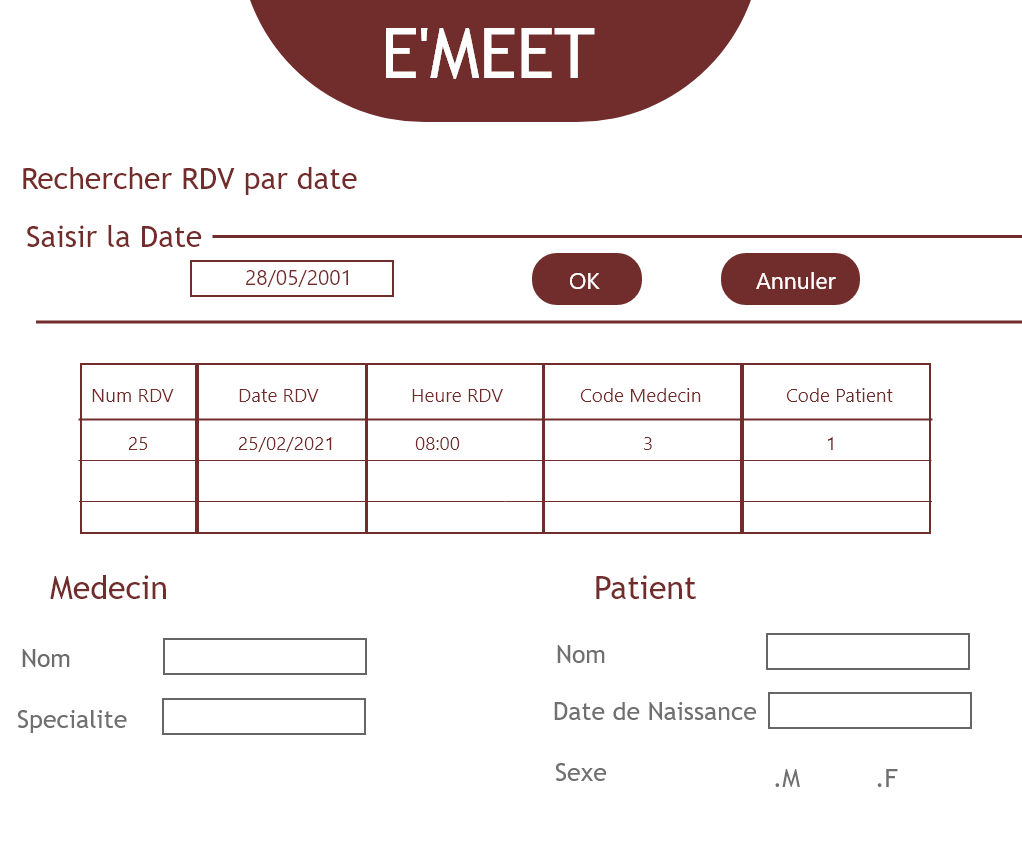 E'MEET
Rechercher RDV par date
Saisir la Date
28/05/2001 OK Annuler
Num RDV Date RDV Heure RDV Code Medecin Code Patient
25 25/02/2021 08:00 3 1
Medecin Patient
Nom Nom
Specialite Date de Naissance
Sexe .M .F